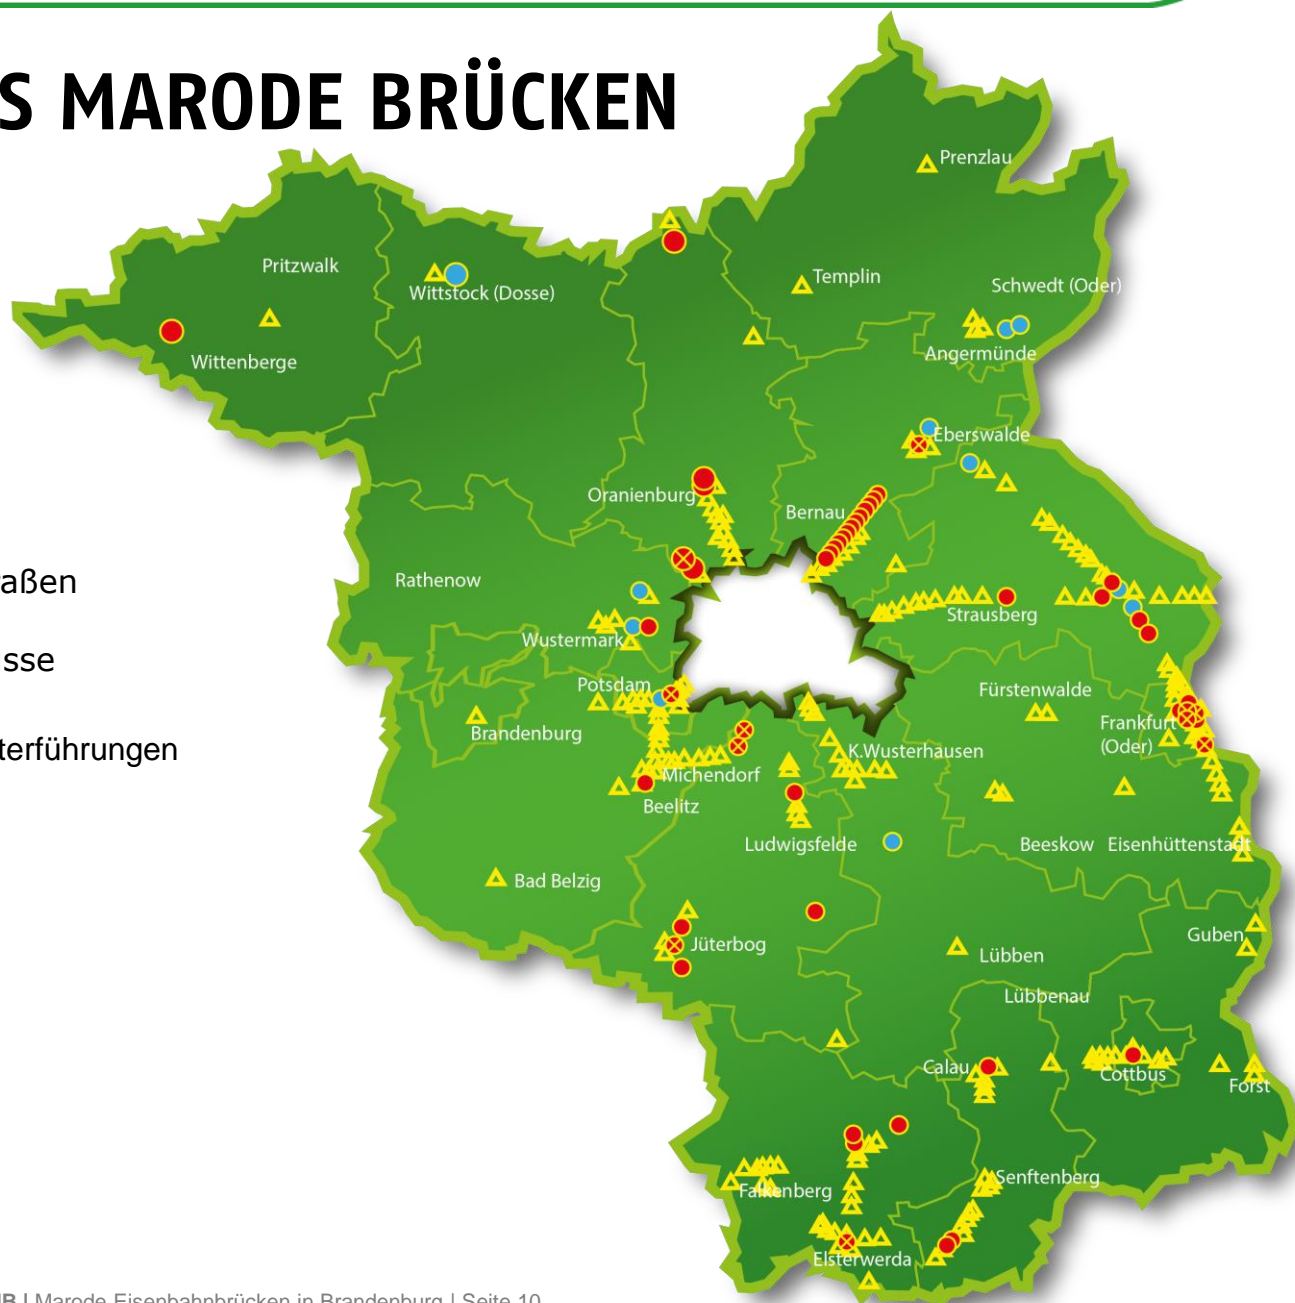 S MARODE BRÜCKEN
Prenzlau
Pritzwalk
Templin
Wittstock (Dosse)
Schwedt (Oder)
Wittenberge
Angermünde
Eberswalde
Oranienburg
Bernau
aßen
Rathenow
Strausberg
Wustermark
sse
Potsdam
Fürstenwalde
Brandenburg
Frankfurt
(Oder)
terführungen
K.Wusterhausen
Michendorf
Beelitz
Ludwigsfelde
Beeskow
Eisenhüttenstadt
Bad Belzig
Guben
Jüterbog
Lübben
Lübbenau
Calau
Cottbus
Forst
Senftenberg
Falkenberg
Elsterwerda
IB | Marode Eisenbahnbrücken in Brandenburg | Seite 10